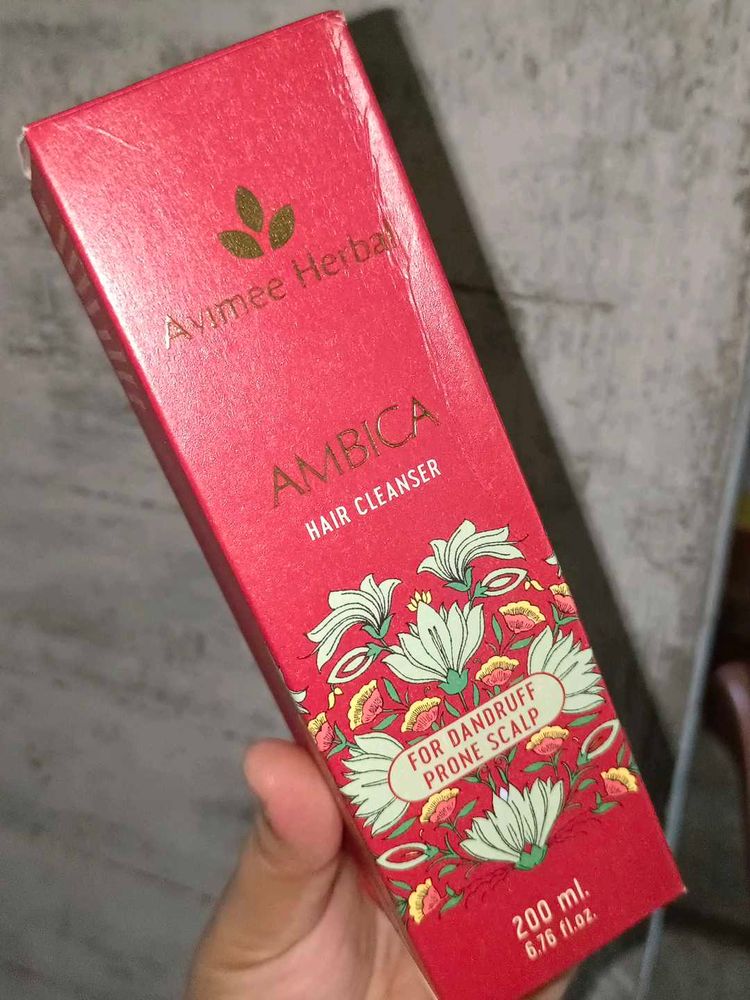 Avimee Herbal
AMBICA
HAIR CLEANSER
FOR DANDRUFF
PRONE SCALP
200 ml.
6.76 fl.oz.